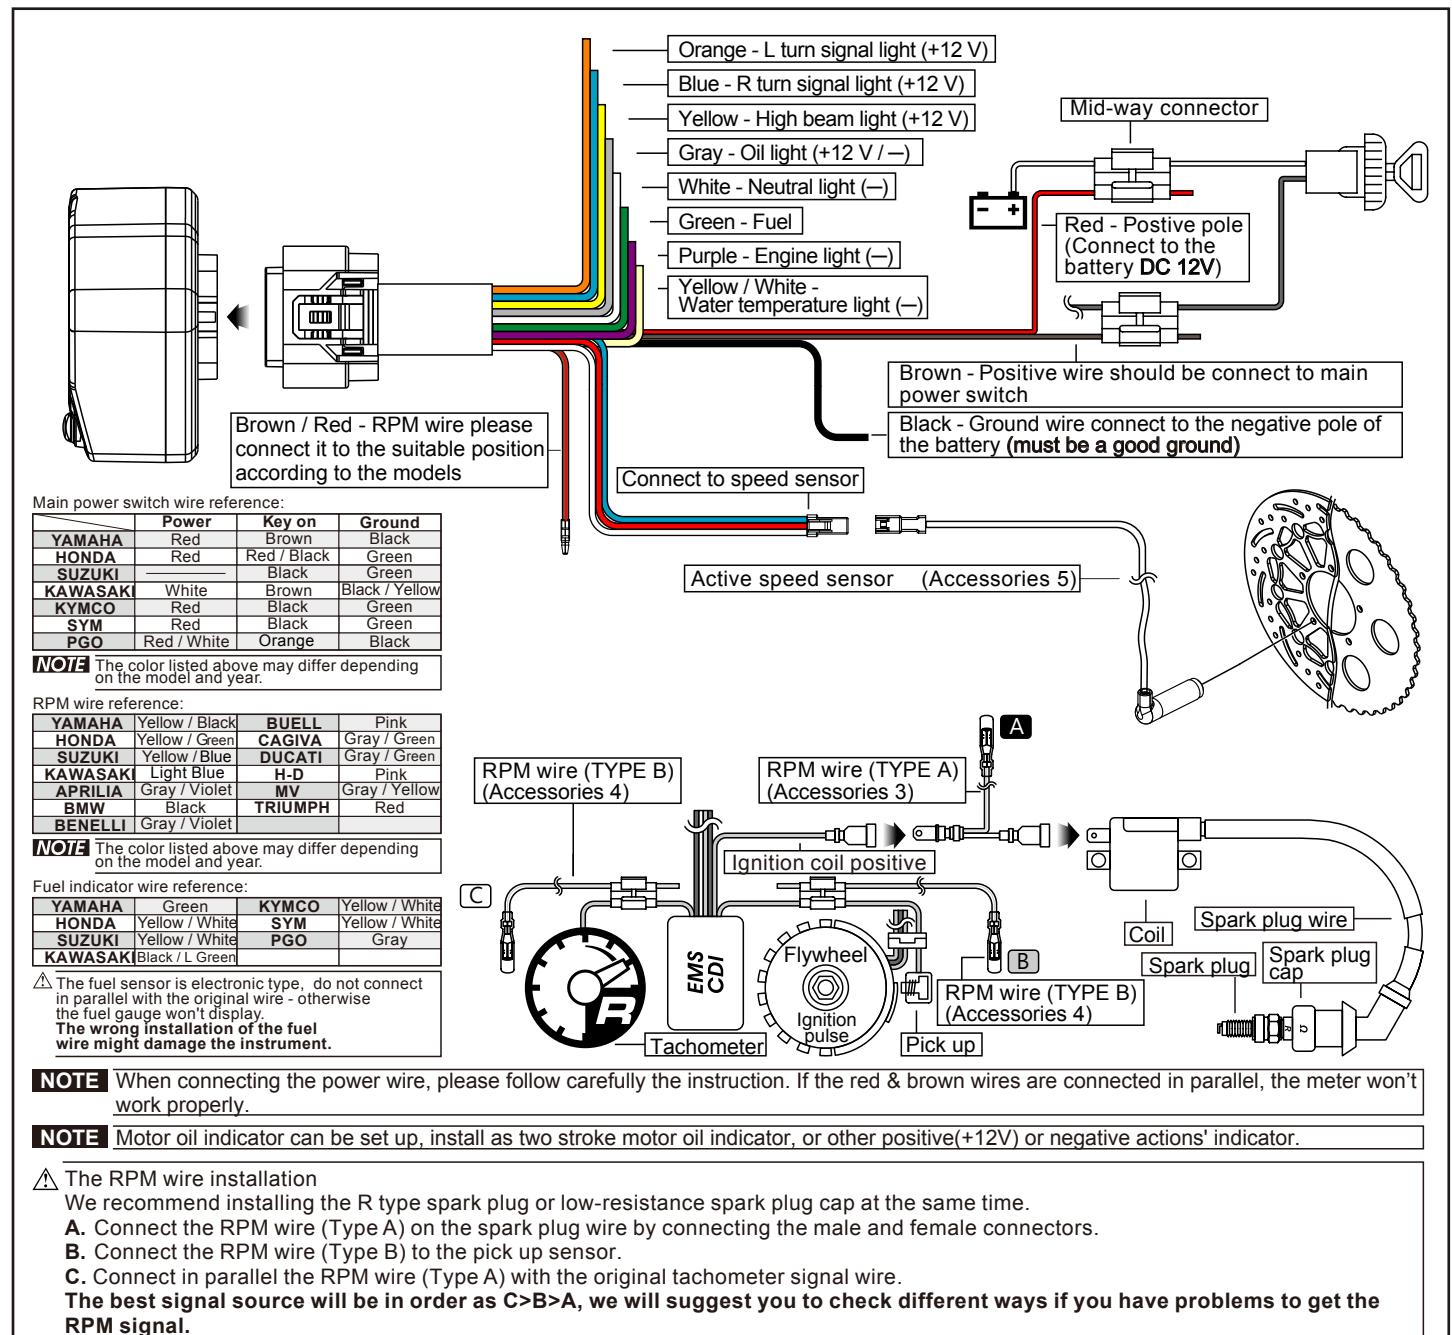 Orange - L turn signal light (+12 V)
Blue - R turn signal light (+12 V)
Yellow - High beam light (+12 V)
Gray - Oil light (+12 V / ─)
White - Neutral light (─)
Green - Fuel
Purple - Engine light (─)
Yellow / White -
Water temperature light (─)
Mid-way connector
- +
Red - Postive pole
(Connect to the
battery DC 12V)
Brown - Positive wire should be connect to main
power switch
Black - Ground wire connect to the negative pole of
the battery (must be a good ground)
Brown / Red - RPM wire please
connect it to the suitable position
according to the models
Connect to speed sensor
Active speed sensor (Accessories 5)
Main power switch wire reference:
Power Key on Ground
YAMAHA Red Brown Black
HONDA Red Red / Black Green
SUZUKI ——— Black Green
KAWASAKI White Brown Black / Yellow
KYMCO Red Black Green
SYM Red Black Green
PGO Red / White Orange Black
NOTE The color listed above may differ depending
on the model and year.
RPM wire reference:
YAMAHA Yellow / Black BUELL Pink
HONDA Yellow / Green CAGIVA Gray / Green
SUZUKI Yellow / Blue DUCATI Gray / Green
KAWASAKI Light Blue H-D Pink
APRILIA Gray / Violet MV Gray / Yellow
BMW Black TRIUMPH Red
BENELLI Gray / Violet
NOTE The color listed above may differ depending
on the model and year.
Fuel indicator wire reference:
YAMAHA Green KYMCO Yellow / White
HONDA Yellow / White SYM Yellow / White
SUZUKI Yellow / White PGO Gray
KAWASAKI Black / L Green
⚠ The fuel sensor is electronic type, do not connect
in parallel with the original wire - otherwise
the fuel gauge won't display.
The wrong installation of the fuel
wire might damage the instrument.
RPM wire (TYPE B)
(Accessories 4)
RPM wire (TYPE A)
(Accessories 3)
A
Ignition coil positive
C
R
Tachometer
EMS
CDI
Flywheel
Ignition
pulse
B
RPM wire (TYPE B)
(Accessories 4)
Pick up
Coil
Spark plug wire
Spark plug
Spark plug
cap
Ω
R
NOTE When connecting the power wire, please follow carefully the instruction. If the red & brown wires are connected in parallel, the meter won't
work properly.
NOTE Motor oil indicator can be set up, install as two stroke motor oil indicator, or other positive(+12V) or negative actions' indicator.
⚠ The RPM wire installation
We recommend installing the R type spark plug or low-resistance spark plug cap at the same time.
A. Connect the RPM wire (Type A) on the spark plug wire by connecting the male and female connectors.
B. Connect the RPM wire (Type B) to the pick up sensor.
C. Connect in parallel the RPM wire (Type A) with the original tachometer signal wire.
The best signal source will be in order as C>B>A, we will suggest you to check different ways if you have problems to get the
RPM signal.